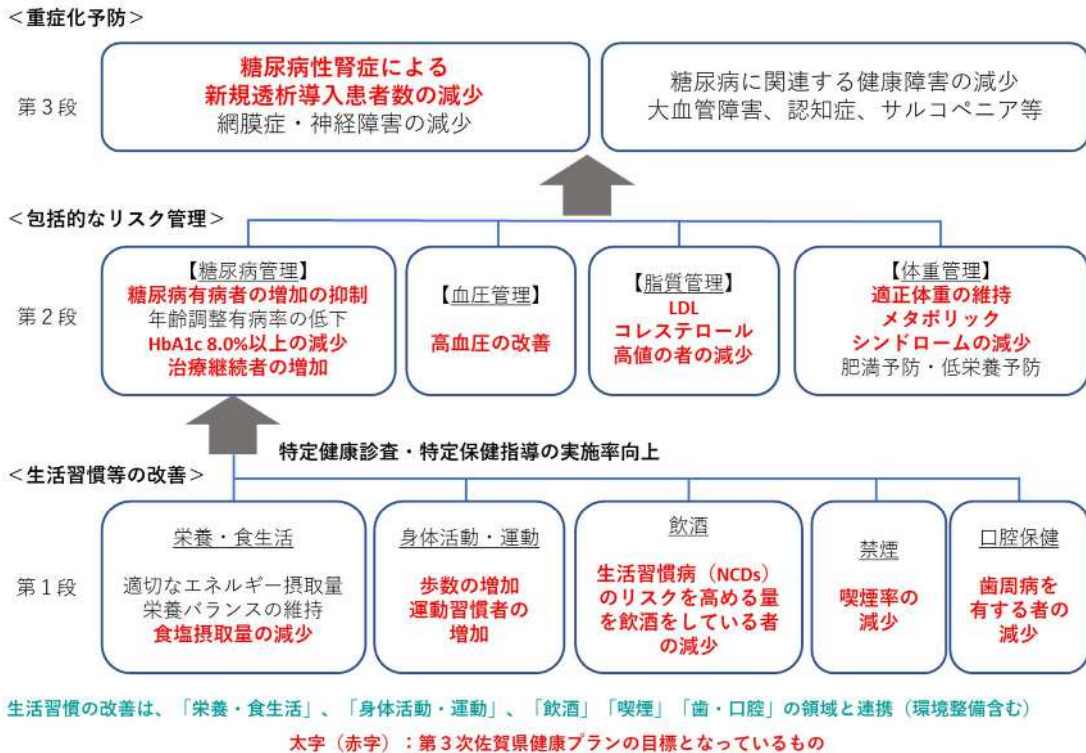 ＜重症化予防＞
第３段
糖尿病性腎症による
新規透析導入患者数の減少
網膜症・神経障害の減少
糖尿病に関連する健康障害の減少
大血管障害、認知症、サルコペニア等
＜包括的なリスク管理＞
第２段
【糖尿病管理】
糖尿病有病者の増加の抑制
年齢調整有病率の低下
HbA1c 8.0%以上の減少
治療継続者の増加
【血圧管理】
高血圧の改善
【脂質管理】
LDL
コレステロール
高値の者の減少
【体重管理】
適正体重の維持
メタボリック
シンドロームの減少
肥満予防・低栄養予防
特定健康診査・特定保健指導の実施率向上
＜生活習慣等の改善＞
第１段
栄養・食生活
適切なエネルギー摂取量
栄養バランスの維持
食塩摂取量の減少
身体活動・運動
歩数の増加
運動習慣者の
増加
飲酒
生活習慣病（NCDs）
のリスクを高める量
を飲酒をしている者
の減少
禁煙
喫煙率の
減少
口腔保健
歯周病を
有する者の
減少
生活習慣の改善は、「栄養・食生活」、「身体活動・運動」、「飲酒」「喫煙」「歯・口腔」の領域と連携（環境整備含む）
太字（赤字）：第３次佐賀県健康プランの目標となっているもの